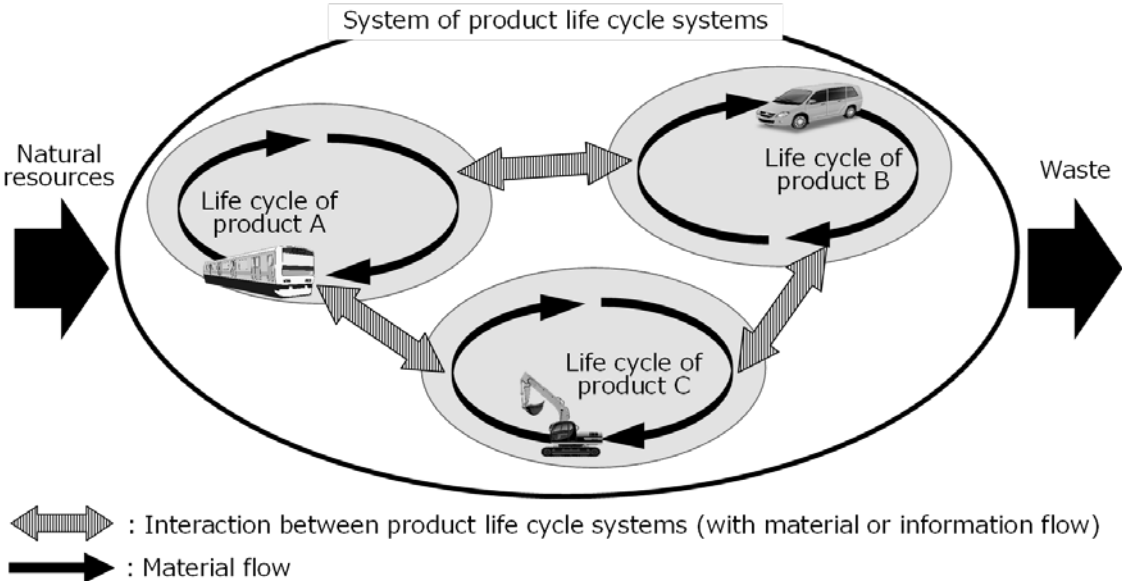 System of product life cycle systems
Natural
resources
Life cycle of
product A
Life cycle of
product B
Waste
Life cycle of
product C
: Interaction between product life cycle systems (with material or information flow)
: Material flow